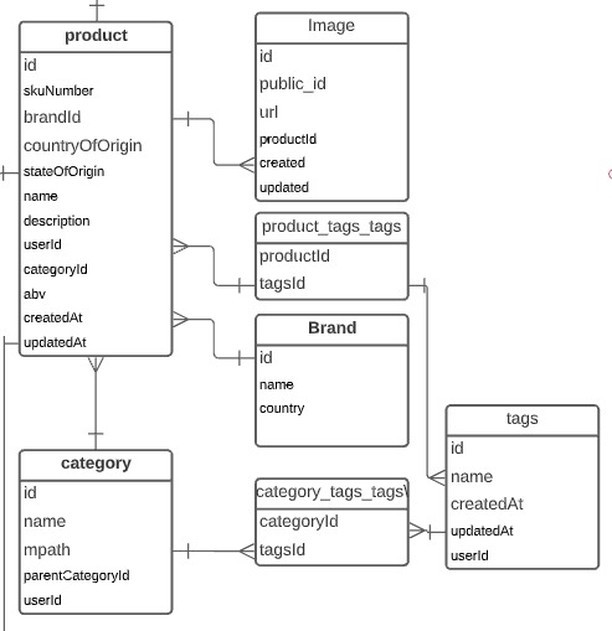 product
id
skuNumber
brandId
countryOfOrigin
stateOfOrigin
name
description
userId
categoryId
abv
createdAt
updatedAt
Image
id
public_id
url
productId
created
updated
product_tags_tags
productId
tagsId
Brand
id
name
country
tags
id
name
createdAt
updatedAt
userId
category
id
name
mpath
parentCategoryId
userId
category_tags_tags\
categoryId
tagsId